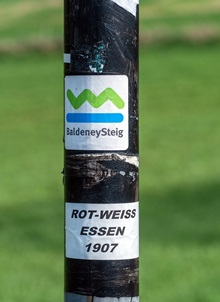 BaldeneySteig
ROT-WEISS
ESSEN
1907